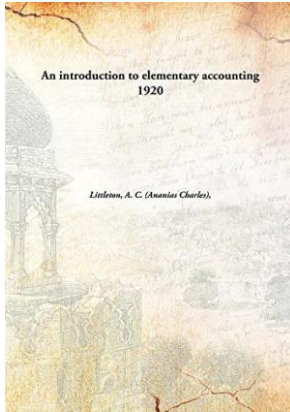 An introduction to elementary accounting
1920
Littleton, A. C. (Ananias Charles),